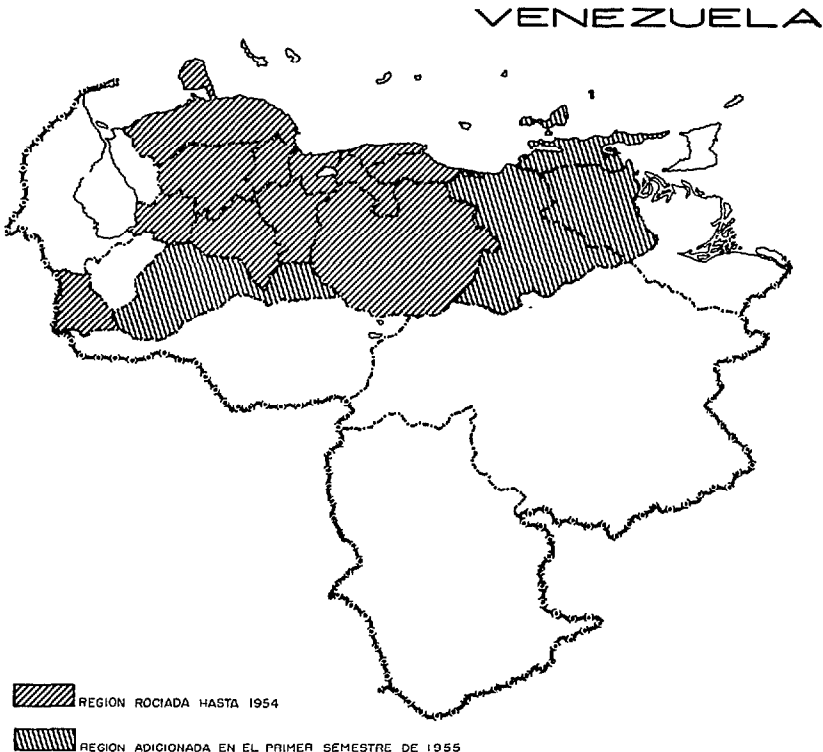 VENEZUELA
REGION ROCIADA HASTA 1954
REGION ADICIONADA EN EL PRIMER SEMESTRE DE 1955